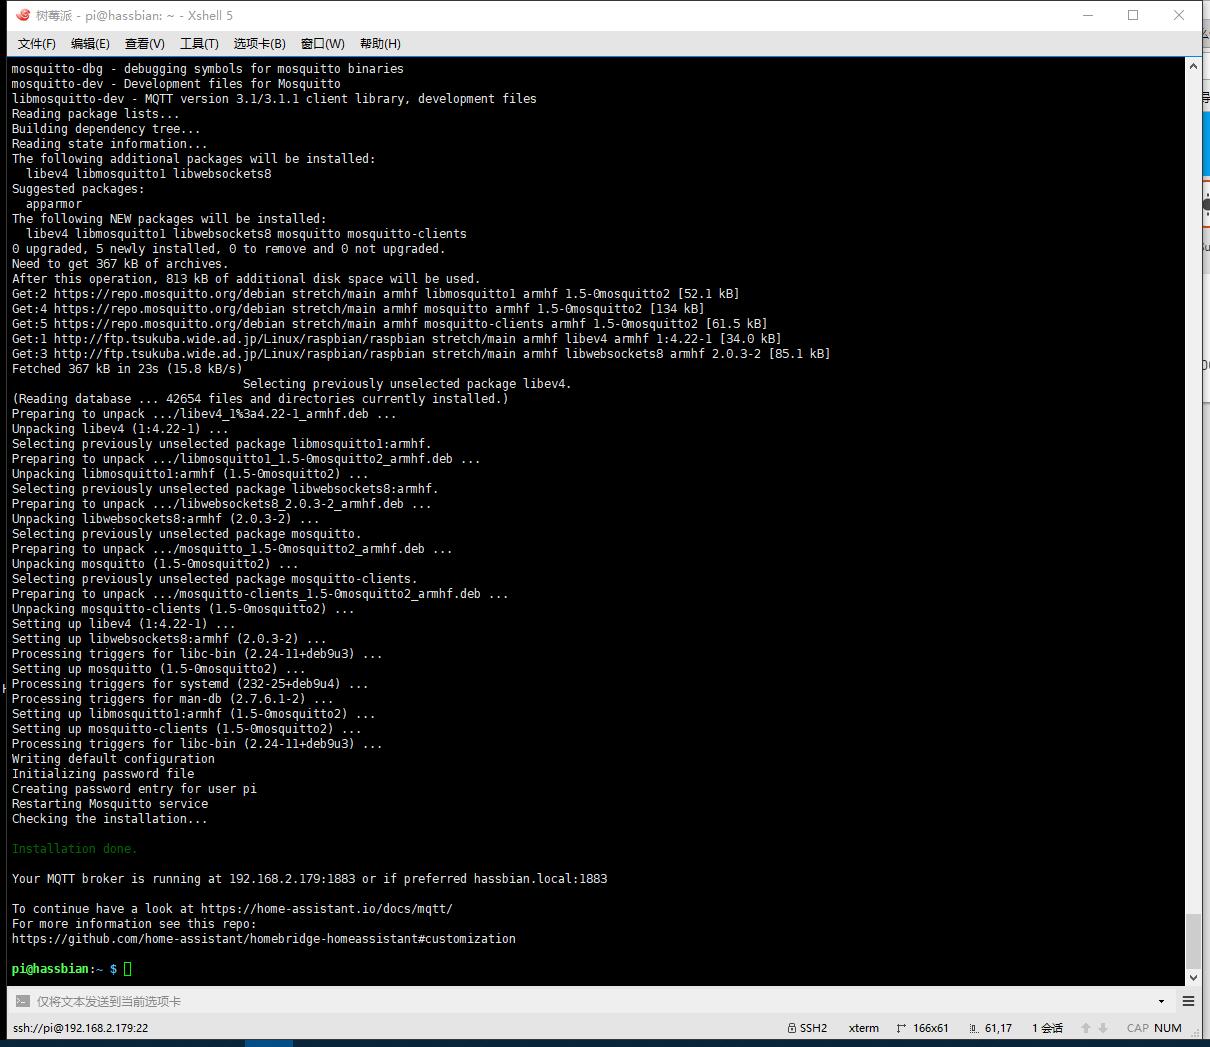 树莓派 - pi@hassbian: ~ - Xshell 5
文件(F) 编辑(E) 查看(V) 工具(T) 选项卡(B) 窗口(W) 帮助(H)
mosquitto-dbg - debugging symbols for mosquitto binaries
mosquitto-dev - Development files for Mosquitto
libmosquitto-dev - MQTT version 3.1/3.1.1 client library, development files
Reading package lists...
Building dependency tree...
Reading state information...
The following additional packages will be installed:
  libev4 libmosquitto1 libwebsockets8
Suggested packages:
  apparmor
The following NEW packages will be installed:
  libev4 libmosquitto1 libwebsockets8 mosquitto mosquitto-clients
0 upgraded, 5 newly installed, 0 to remove and 0 not upgraded.
Need to get 367 kB of archives.
After this operation, 813 kB of additional disk space will be used.
Get:2 https://repo.mosquitto.org/debian stretch/main armhf libmosquitto1 armhf 1.5-0mosquitto2 [52.1 kB]
Get:4 https://repo.mosquitto.org/debian stretch/main armhf mosquitto armhf 1.5-0mosquitto2 [134 kB]
Get:5 https://repo.mosquitto.org/debian stretch/main armhf mosquitto-clients armhf 1.5-0mosquitto2 [61.5 kB]
Get:1 http://ftp.tsukuba.wide.ad.jp/Linux/raspbian/raspbian stretch/main armhf libev4 armhf 1:4.22-1 [34.0 kB]
Get:3 http://ftp.tsukuba.wide.ad.jp/Linux/raspbian/raspbian stretch/main armhf libwebsockets8 armhf 2.0.3-2 [85.1 kB]
Fetched 367 kB in 23s (15.8 kB/s)
Selecting previously unselected package libev4.
(Reading database ... 42654 files and directories currently installed.)
Preparing to unpack .../libev4_1%3a4.22-1_armhf.deb ...
Unpacking libev4 (1:4.22-1) ...
Selecting previously unselected package libmosquitto1:armhf.
Preparing to unpack .../libmosquitto1_1.5-0mosquitto2_armhf.deb ...
Unpacking libmosquitto1:armhf (1.5-0mosquitto2) ...
Selecting previously unselected package libwebsockets8:armhf.
Preparing to unpack .../libwebsockets8_2.0.3-2_armhf.deb ...
Unpacking libwebsockets8:armhf (2.0.3-2) ...
Selecting previously unselected package mosquitto.
Preparing to unpack .../mosquitto_1.5-0mosquitto2_armhf.deb ...
Unpacking mosquitto (1.5-0mosquitto2) ...
Selecting previously unselected package mosquitto-clients.
Preparing to unpack .../mosquitto-clients_1.5-0mosquitto2_armhf.deb ...
Unpacking mosquitto-clients (1.5-0mosquitto2) ...
Setting up libev4 (1:4.22-1) ...
Setting up libwebsockets8:armhf (2.0.3-2) ...
Processing triggers for libc-bin (2.24-11+deb9u3) ...
Setting up mosquitto (1.5-0mosquitto2) ...
Processing triggers for systemd (232-25+deb9u4) ...
Processing triggers for man-db (2.7.6.1-2) ...
Setting up libmosquitto1:armhf (1.5-0mosquitto2) ...
Setting up mosquitto-clients (1.5-0mosquitto2) ...
Processing triggers for libc-bin (2.24-11+deb9u3) ...
Writing default configuration
Initializing password file
Creating password entry for user pi
Restarting Mosquitto service
Checking the installation...
Installation done.
Your MQTT broker is running at 192.168.2.179:1883 or if preferred hassbian.local:1883
To continue have a look at https://home-assistant.io/docs/mqtt/
For more information see this repo:
https://github.com/home-assistant/homebridge-homeassistant#customization
pi@hassbian:~ $
仅将文本发送到当前选项卡
ssh://pi@192.168.2.179:22 SSH2 xterm 166x61 61,17 1 会话 CAP NUM